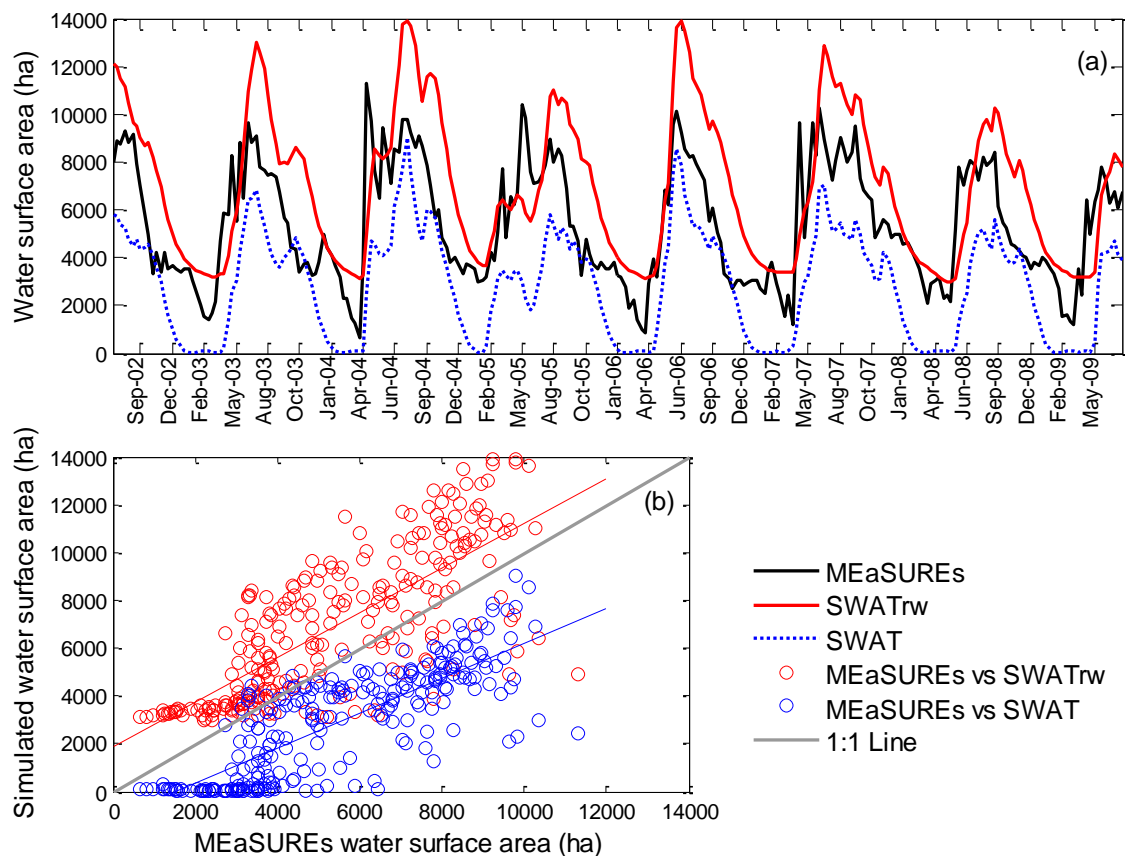 14000
12000
10000
8000
6000
4000
2000
0
Water surface area (ha)
(a)
Sep-02
Dec-02
Feb-03
May-03
Aug-03
Oct-03
Jan-04
Apr-04
Jun-04
Sep-04
Feb-05
May-05
Aug-05
Oct-05
Jan-06
Apr-06
Jun-06
Sep-06
Dec-06
Feb-07
May-07
Aug-07
Oct-07
Jan-08
Apr-08
Jun-08
Sep-08
Dec-08
Feb-09
May-09
14000
12000
10000
8000
6000
4000
2000
0
Simulated water surface area (ha)
(b)
0 2000 4000 6000 8000 10000 12000 14000
MEaSUREs water surface area (ha)
MEaSUREs
SWATrw
SWAT
MEaSUREs vs SWATrw
MEaSUREs vs SWAT
1:1 Line